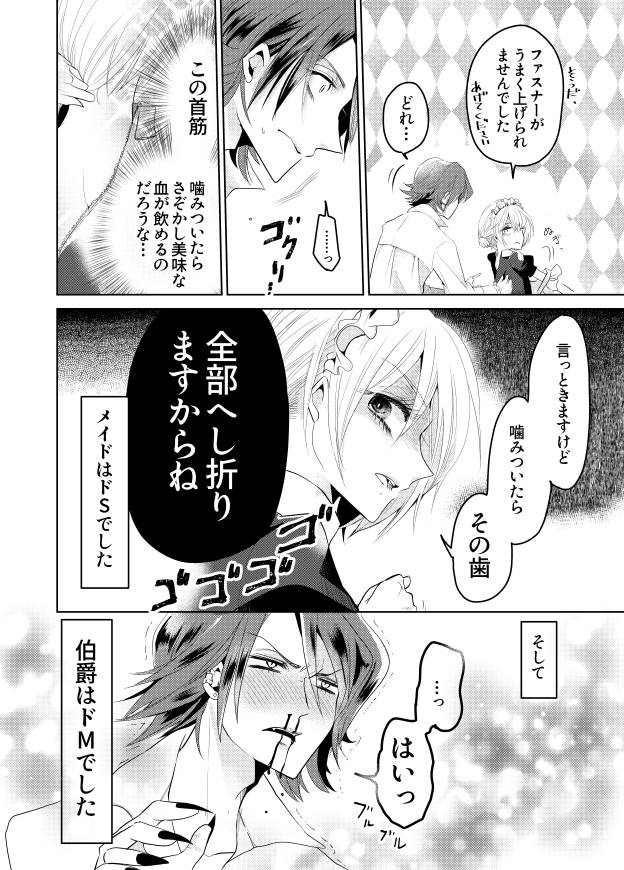 ファスナーが
うまく上げられ
ませんでした
あげてください
どれ…
……っ
ゴクリ…
この首筋
噛みついたら
さぞかし美味な
血が飲めるの
だろうな…
言っときますけど
噛みついたら
その歯
全部へし折り
ますからね
ゴゴゴゴ
メイドはドSでした
そして
…っ
はいっ
ブル
ブル
伯爵はドMでした